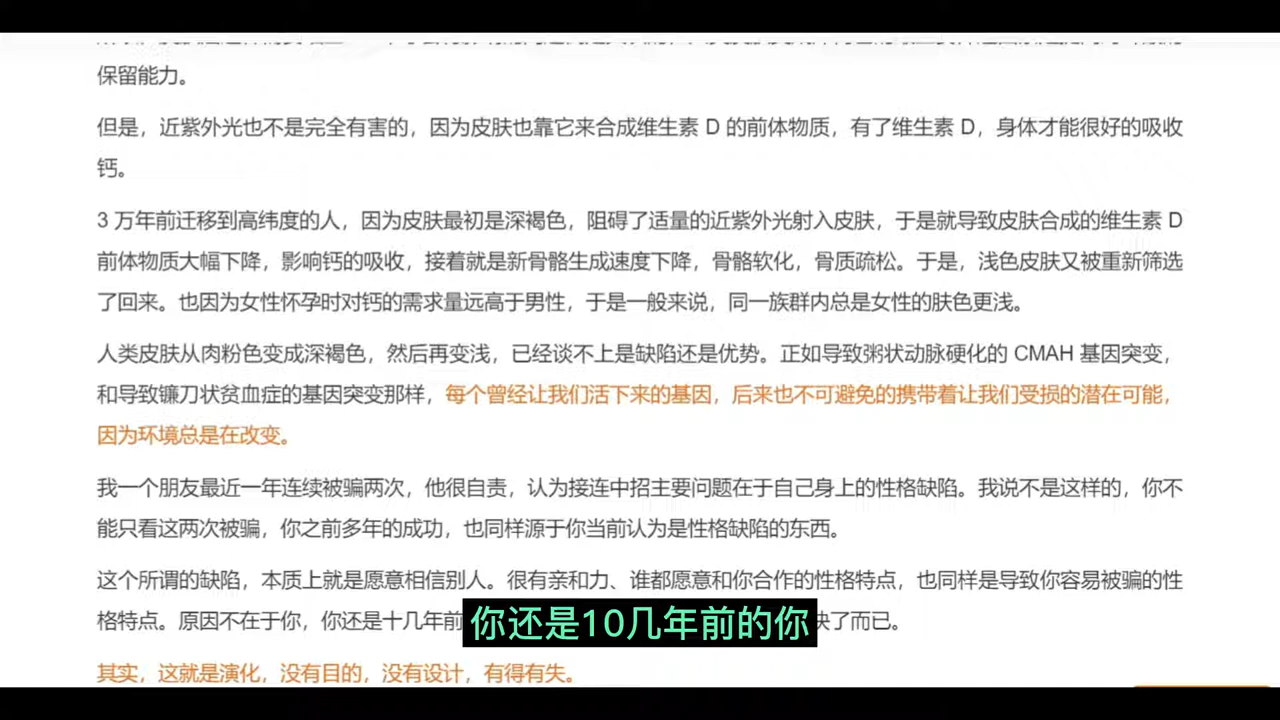 保留能力。
但是，近紫外光也不是完全有害的，因为皮肤也靠它来合成维生素 D 的前体物质，有了维生素 D，身体才能很好的吸收
钙。
3 万年前迁移到高纬度的人，因为皮肤最初是深褐色，阻碍了适量的近紫外光射入皮肤，于是就导致皮肤合成的维生素 D
前体物质大幅下降，影响钙的吸收，接着就是新骨骼生成速度下降，骨骼软化，骨质疏松。于是，浅色皮肤又被重新筛选
了回来。也因为女性怀孕时对钙的需求量远高于男性，于是一般来说，同一族群内总是女性的肤色更浅。
人类皮肤从肉粉色变成深褐色，然后再变浅，已经谈不上是缺陷还是优势。正如导致粥状动脉硬化的 CMAH 基因突变，
和导致镰刀状贫血症的基因突变那样，每个曾经让我们活下来的基因，后来也不可避免的携带着让我们受损的潜在可能，
因为环境总是在改变。
我一个朋友最近一年连续被骗两次，他很自责，认为接连中招主要问题在于自己身上的性格缺陷。我说不是这样的，你不
能只看这两次被骗，你之前多年的成功，也同样源于你当前认为是性格缺陷的东西。
这个所谓的缺陷，本质上就是愿意相信别人。很有亲和力、谁都愿意和你合作的性格特点，也同样是导致你容易被骗的性
格特点。原因不在于你，你还是十几年前
了而已。
你还是10几年前的你
其实，这就是演化，没有目的，没有设计，有得有失。